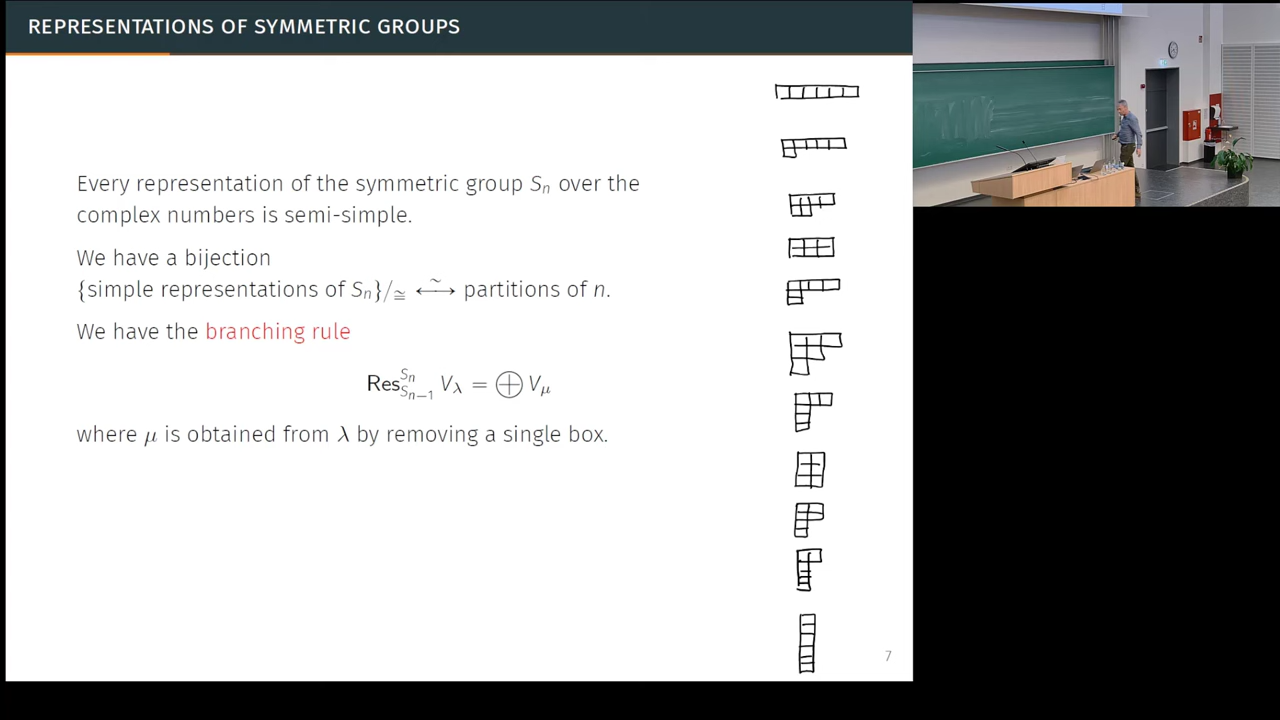 REPRESENTATIONS OF SYMMETRIC GROUPS
Every representation of the symmetric group Sₙ over the
complex numbers is semi-simple.
We have a bijection
{simple representations of Sₙ}/≅ ⟷̃ partitions of n.
We have the branching rule
Res^{Sₙ}_{Sₙ₋₁} V_λ = ⊕ V_μ
where μ is obtained from λ by removing a single box.
7